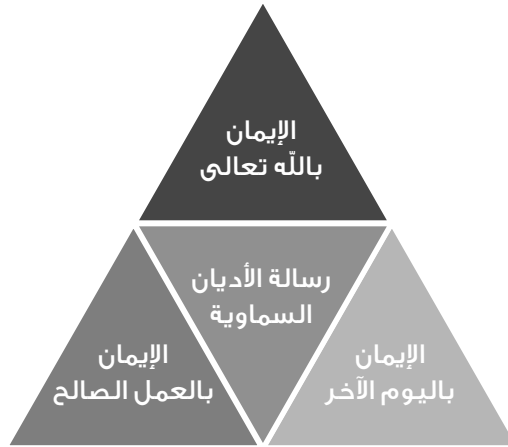 الإيمان
باللّه تعالى
رسالة الأديان
السماوية
الإيمان
باليوم الآخر
الإيمان
بالعمل الصالح